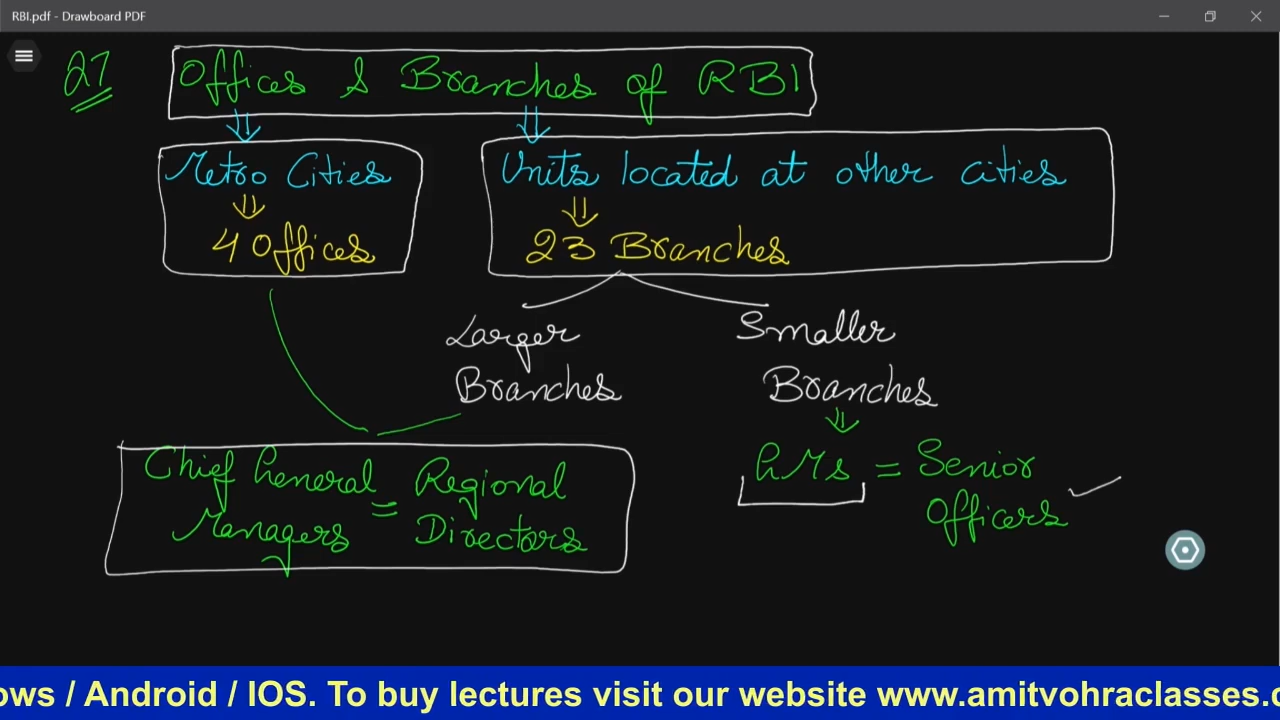 RBI.pdf - Drawboard PDF
27
Offices & Branches of RBI
Metro Cities
4 Offices
Units located at other cities
23 Branches
Larger
Branches
Smaller
Branches
Chief General
Managers
=
Regional
Directors
GMs = Senior
Officers
ows / Android / IOS. To buy lectures visit our website www.amitvohraclasses.c